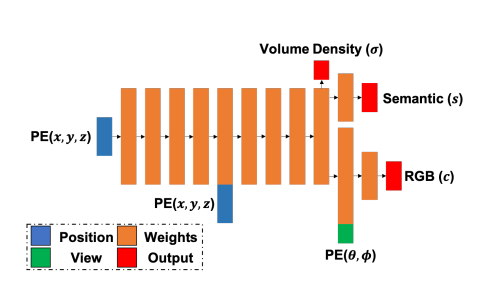 Volume Density (σ)
Semantic (s)
PE(x, y, z)
RGB (c)
PE(x, y, z)
Position
Weights
View
Output
PE(θ, ϕ)